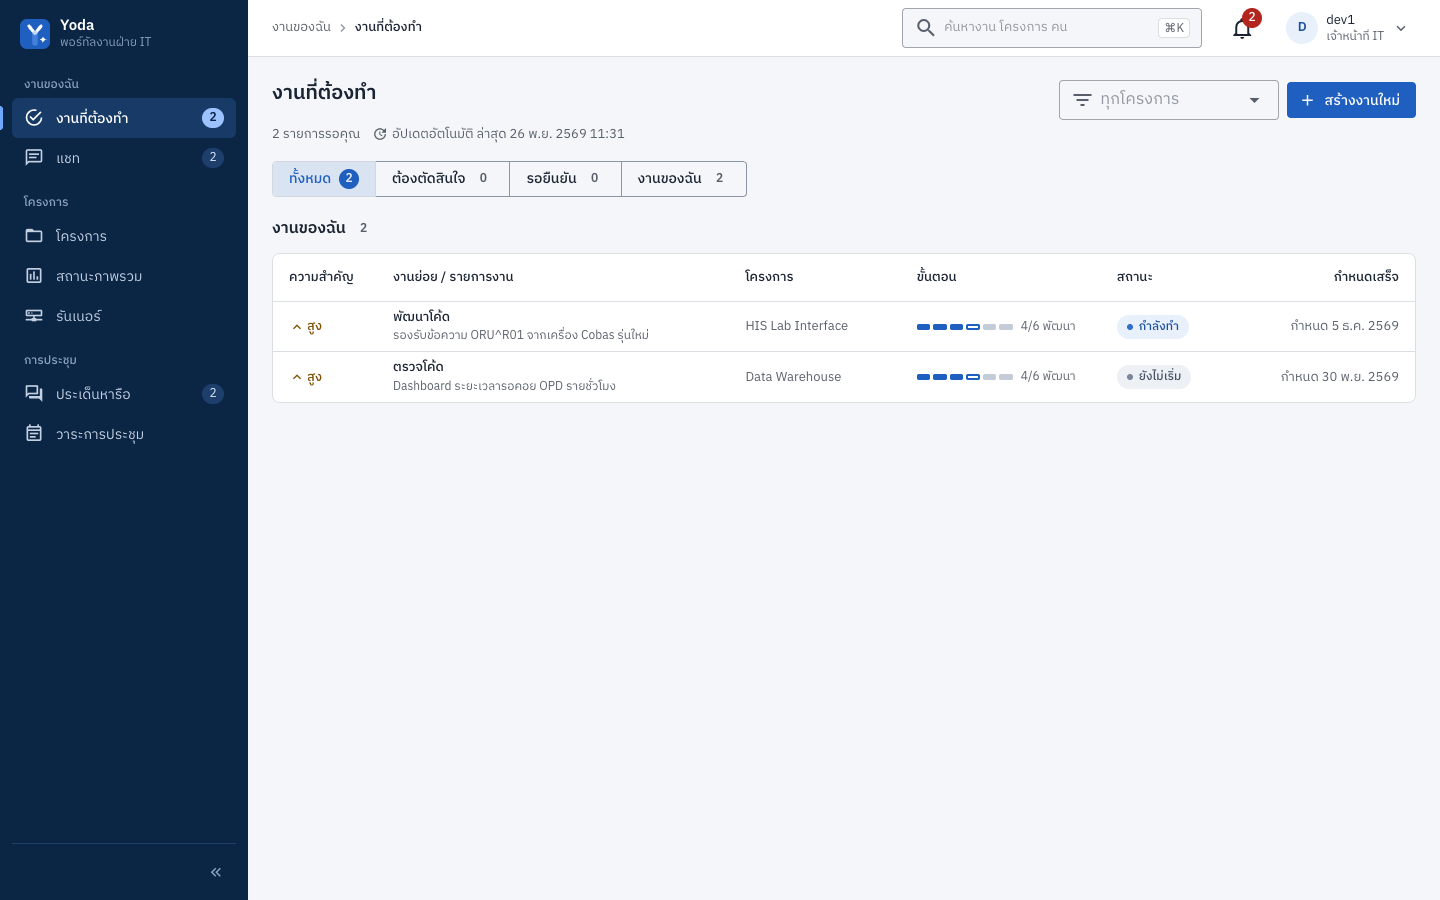 Yoda
พอร์ทัลงานฝ่าย IT
งานของฉัน
งานที่ต้องทำ 2
แชท 2
โครงการ
โครงการ
สถานะภาพรวม
รันเนอร์
การประชุม
ประเด็นหารือ 2
วาระการประชุม
งานของฉัน > งานที่ต้องทำ
ค้นหางาน โครงการ คน ⌘K
2
D
dev1
เจ้าหน้าที่ IT
งานที่ต้องทำ
ทุกโครงการ
+ สร้างงานใหม่
2 รายการรอคุณ อัปเดตอัตโนมัติ ล่าสุด 26 พ.ย. 2569 11:31
ทั้งหมด 2 ต้องตัดสินใจ 0 รอยืนยัน 0 งานของฉัน 2
งานของฉัน 2
ความสำคัญ งานย่อย / รายการงาน โครงการ ขั้นตอน สถานะ กำหนดเสร็จ
สูง พัฒนาโค้ด HIS Lab Interface 4/6 พัฒนา กำลังทำ กำหนด 5 ธ.ค. 2569
รองรับข้อความ ORU^R01 จากเครื่อง Cobas รุ่นใหม่
สูง ตรวจโค้ด Data Warehouse 4/6 พัฒนา ยังไม่เริ่ม กำหนด 30 พ.ย. 2569
Dashboard ระยะเวลารอคอย OPD รายชั่วโมง